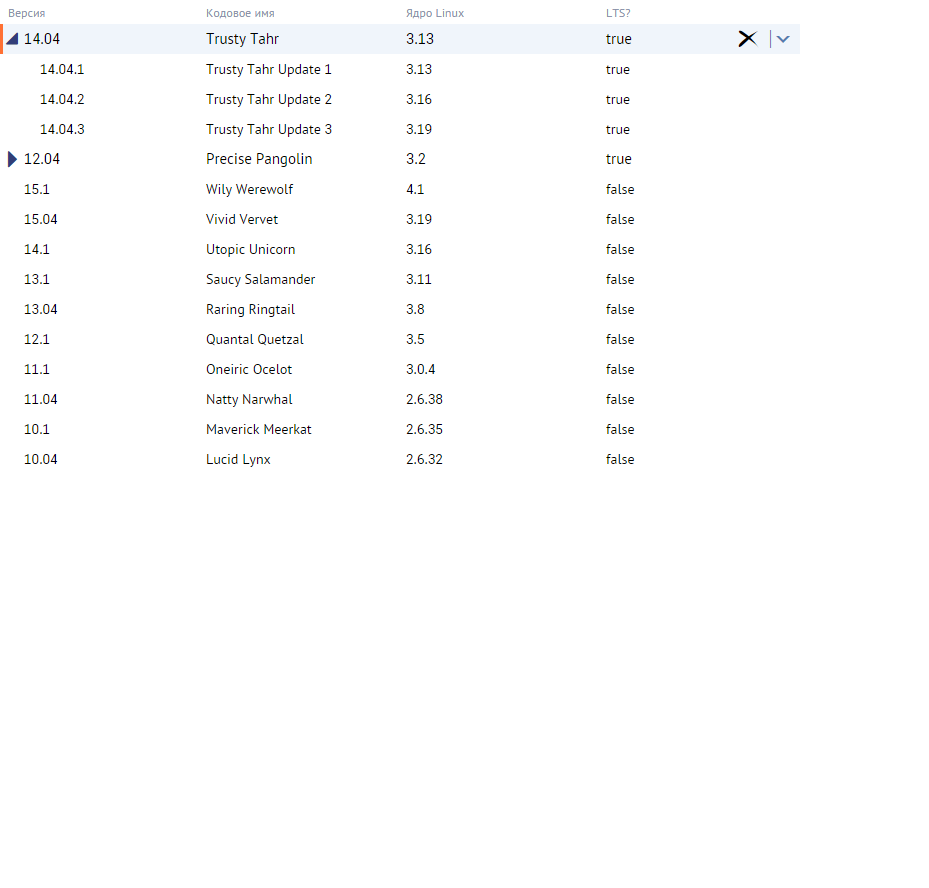 Версия Кодовое имя Ядро Linux LTS?
14.04 Trusty Tahr 3.13 true
14.04.1 Trusty Tahr Update 1 3.13 true
14.04.2 Trusty Tahr Update 2 3.16 true
14.04.3 Trusty Tahr Update 3 3.19 true
12.04 Precise Pangolin 3.2 true
15.1 Wily Werewolf 4.1 false
15.04 Vivid Vervet 3.19 false
14.1 Utopic Unicorn 3.16 false
13.1 Saucy Salamander 3.11 false
13.04 Raring Ringtail 3.8 false
12.1 Quantal Quetzal 3.5 false
11.1 Oneiric Ocelot 3.0.4 false
11.04 Natty Narwhal 2.6.38 false
10.1 Maverick Meerkat 2.6.35 false
10.04 Lucid Lynx 2.6.32 false